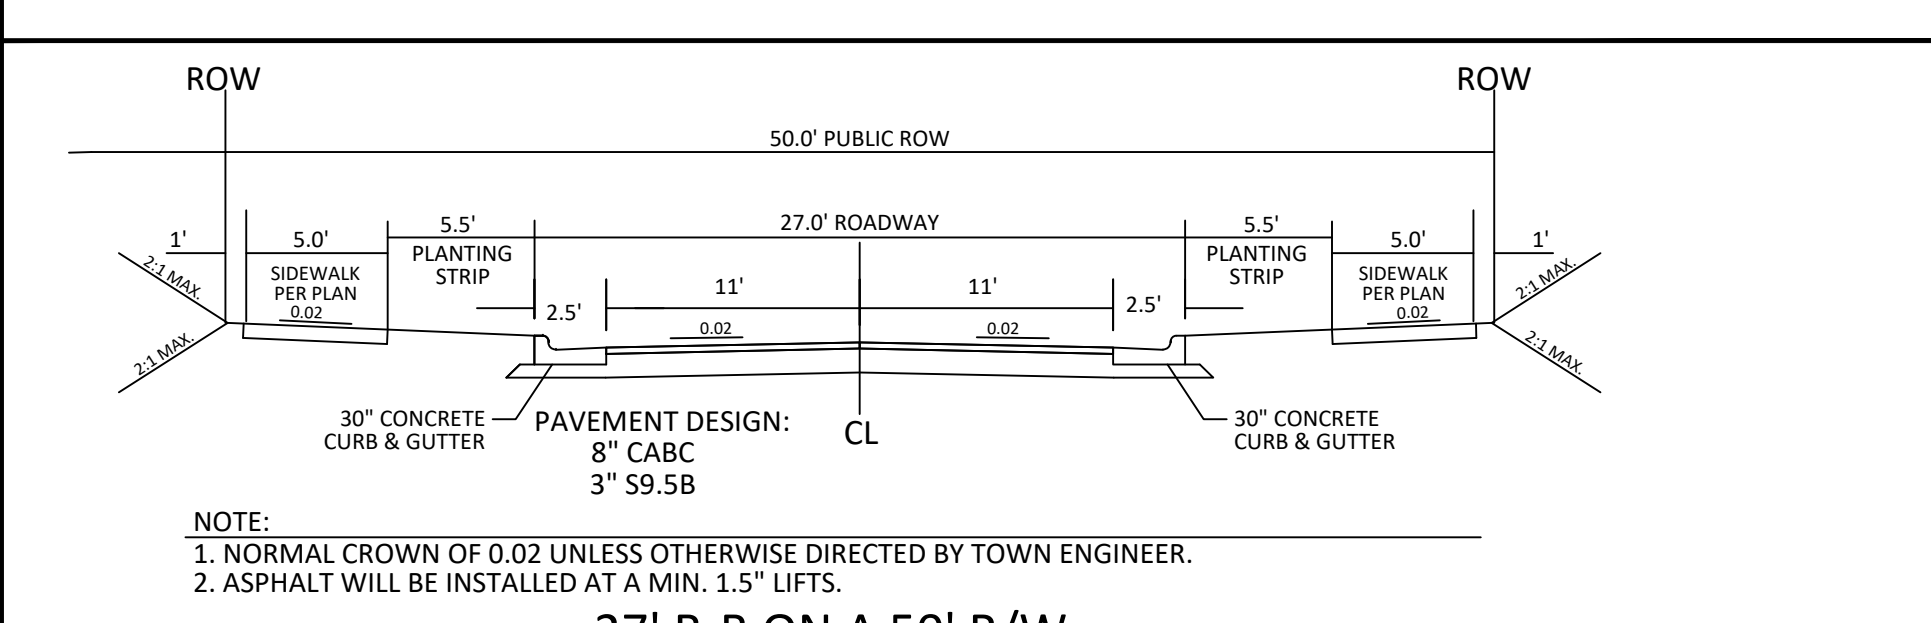 ROW
ROW
50.0' PUBLIC ROW
1'
5.0'
5.5'
27.0' ROADWAY
5.5'
5.0'
1'
2:1 MAX.
SIDEWALK
PER PLAN
0.02
PLANTING
STRIP
2.5'
11'
11'
2.5'
PLANTING
STRIP
SIDEWALK
PER PLAN
0.02
2:1 MAX.
2:1 MAX.
0.02
0.02
2:1 MAX.
30" CONCRETE
CURB & GUTTER
PAVEMENT DESIGN:
8" CABC
3" S9.5B
CL
30" CONCRETE
CURB & GUTTER
NOTE:
1. NORMAL CROWN OF 0.02 UNLESS OTHERWISE DIRECTED BY TOWN ENGINEER.
2. ASPHALT WILL BE INSTALLED AT A MIN. 1.5" LIFTS.
27' B-B ON A 50' R/W